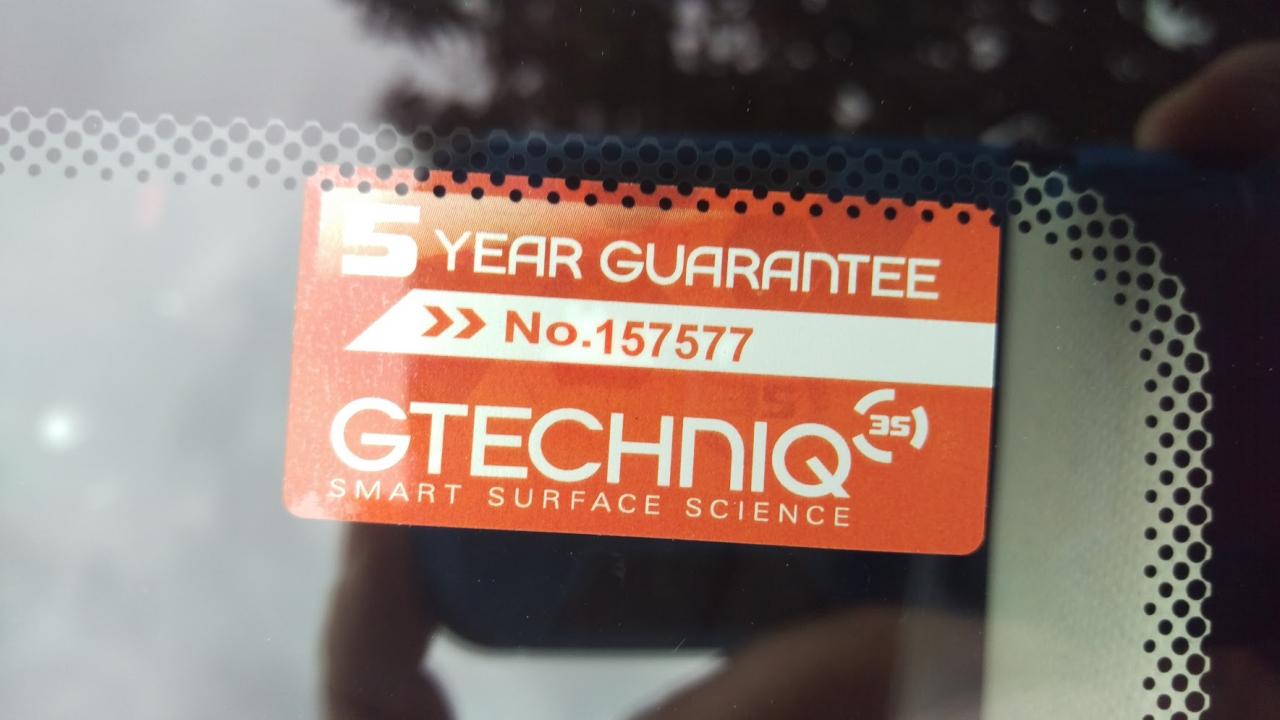 5 YEAR GUARANTEE
>> No.157577
GTECHNIQ 3S
SMART SURFACE SCIENCE